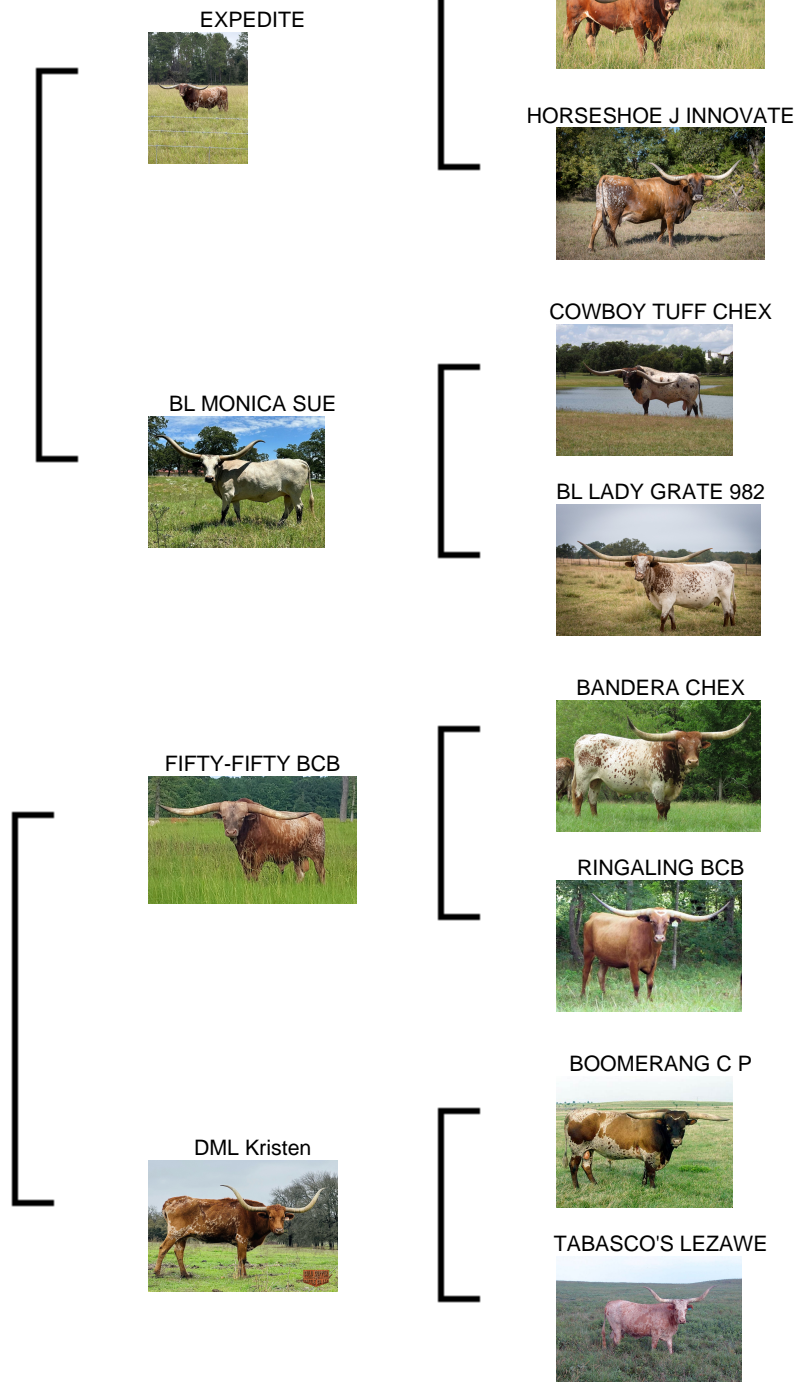 EXPEDITE
HORSESHOE J INNOVATE
COWBOY TUFF CHEX
BL MONICA SUE
BL LADY GRATE 982
BANDERA CHEX
FIFTY-FIFTY BCB
RINGALING BCB
BOOMERANG C P
DML Kristen
TABASCO'S LEZAWE